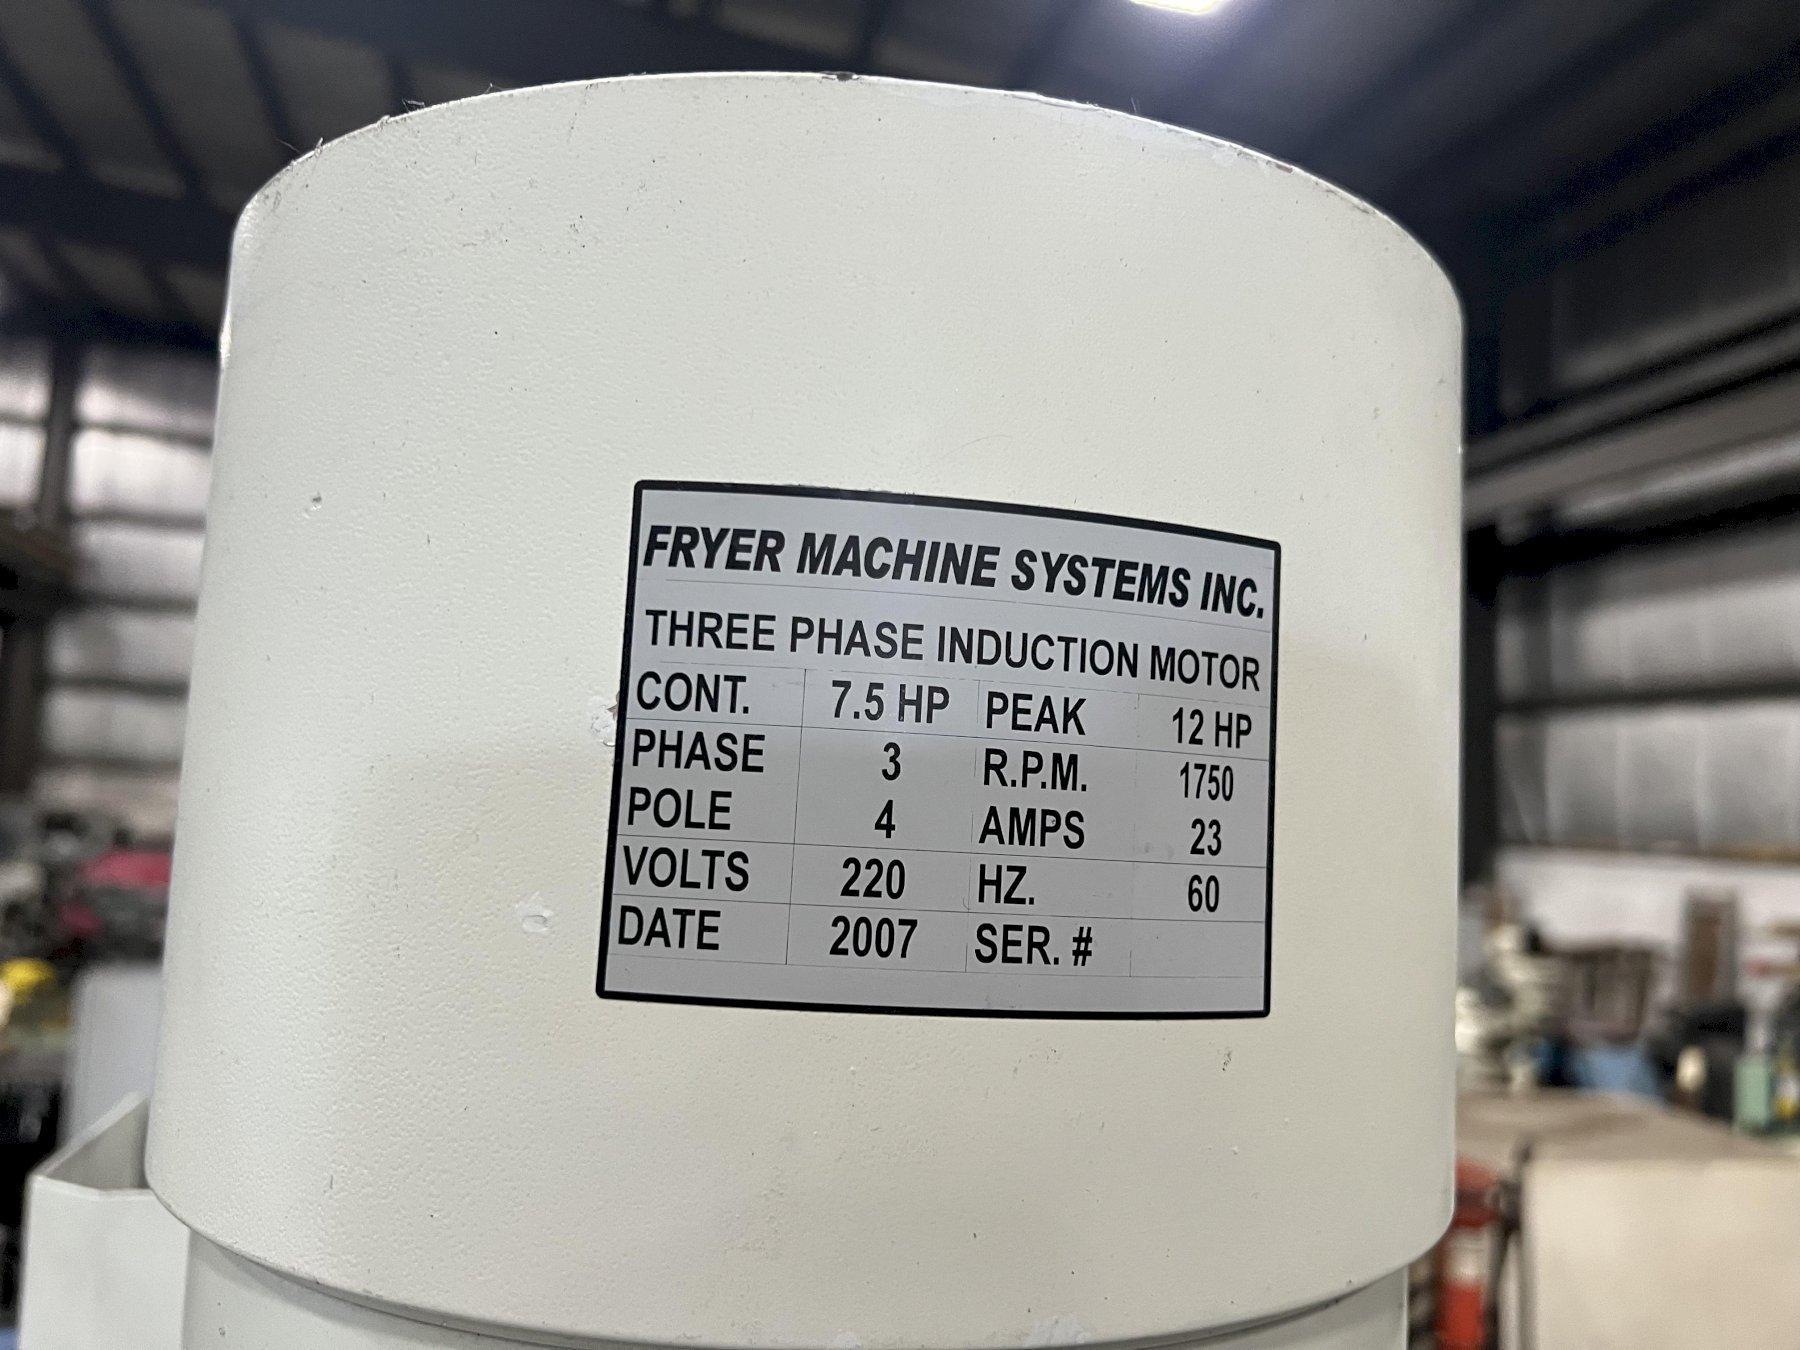 FRYER MACHINE SYSTEMS INC.
THREE PHASE INDUCTION MOTOR
CONT. 7.5 HP PEAK 12 HP
PHASE 3 R.P.M. 1750
POLE 4 AMPS 23
VOLTS 220 HZ. 60
DATE 2007 SER. #